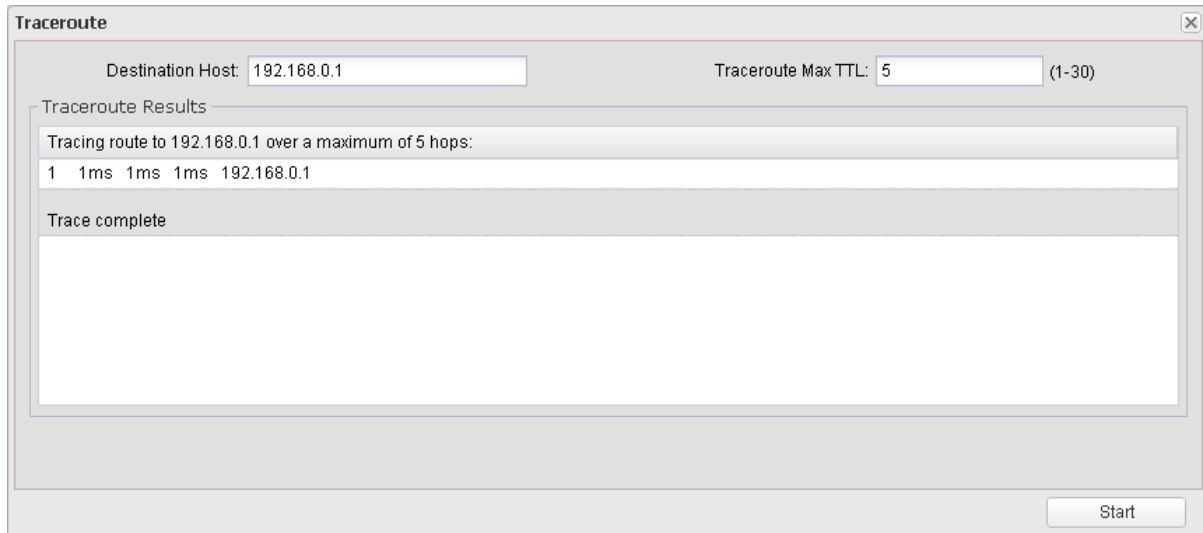 Traceroute
Destination Host: 192.168.0.1 Traceroute Max TTL: 5 (1-30)
Traceroute Results
Tracing route to 192.168.0.1 over a maximum of 5 hops:
1 1ms 1ms 1ms 192.168.0.1
Trace complete
Start